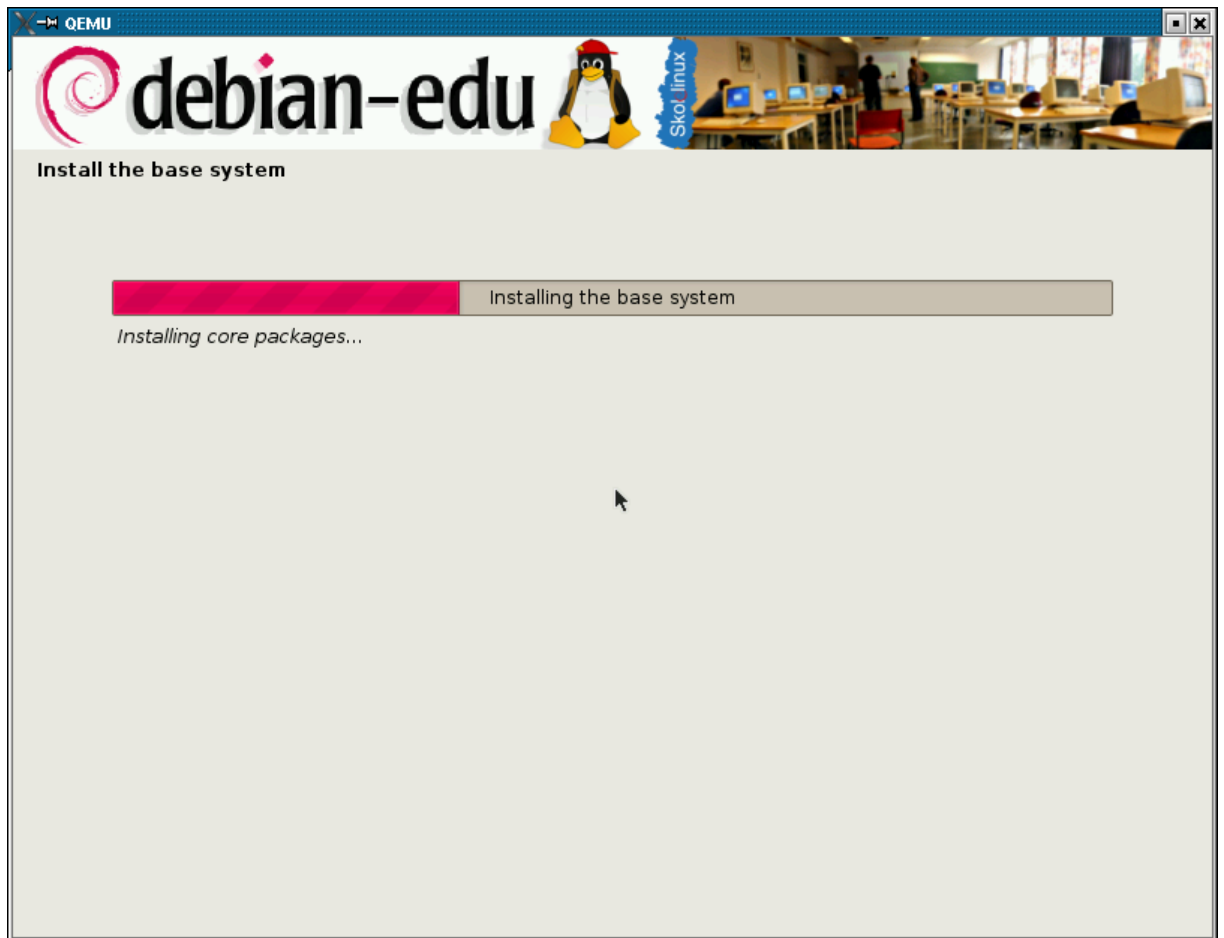 QEMU
debian-edu
Skolelinux
Install the base system
Installing the base system
Installing core packages...